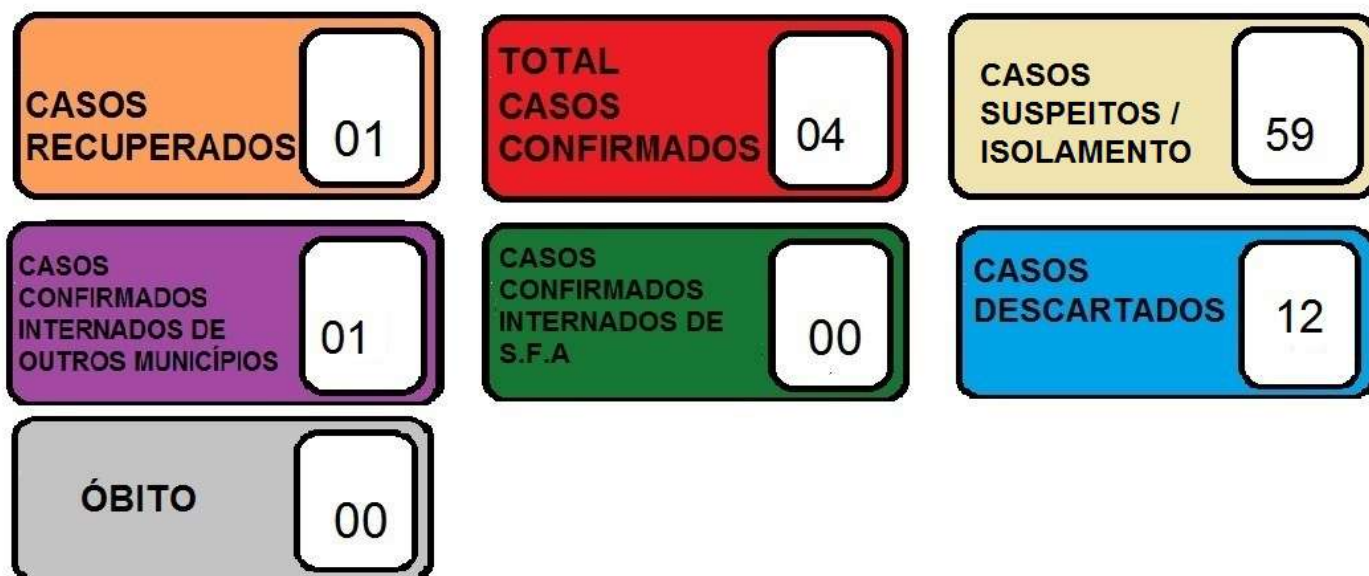 CASOS
RECUPERADOS
01
TOTAL
CASOS
CONFIRMADOS
04
CASOS
SUSPEITOS /
ISOLAMENTO
59
CASOS
CONFIRMADOS
INTERNADOS DE
OUTROS MUNICÍPIOS
01
CASOS
CONFIRMADOS
INTERNADOS DE
S.F.A
00
CASOS
DESCARTADOS
12
ÓBITO
00